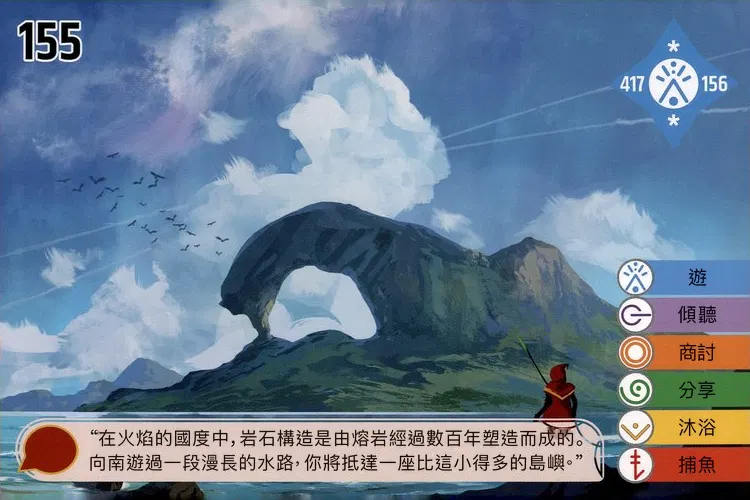 155
*
417 156
*
遊
傾聽
商討
分享
沐浴
捕魚
“在火焰的國度中，岩石構造是由熔岩經過數百年塑造而成的。
向南遊過一段漫長的水路，你將抵達一座比這小得多的島嶼。”